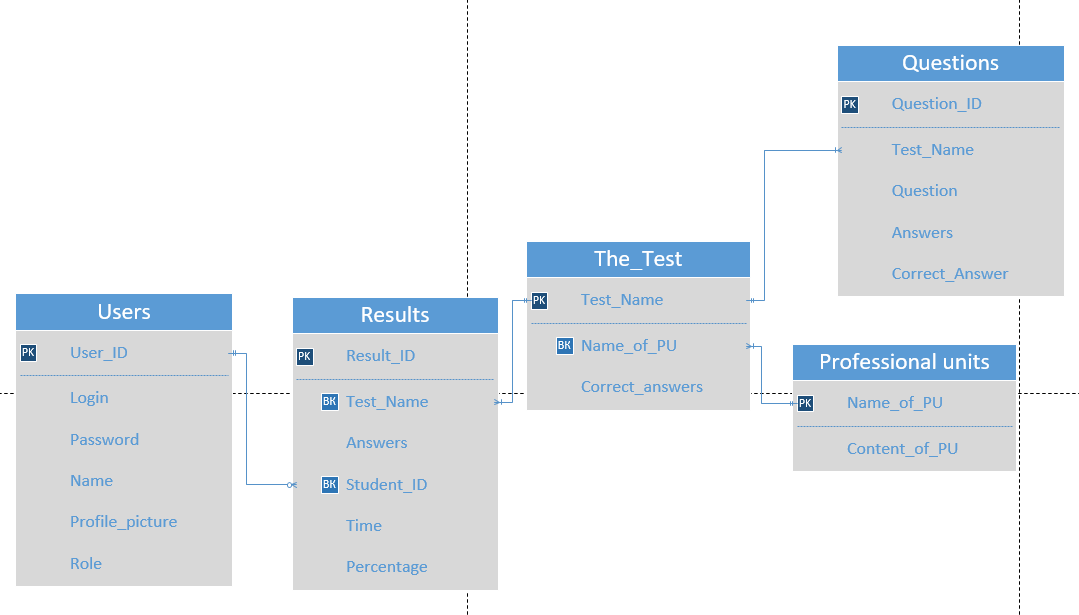 Users
PK User_ID
Login
Password
Name
Profile_picture
Role
Results
PK Result_ID
BK Test_Name
Answers
BK Student_ID
Time
Percentage
The_Test
PK Test_Name
BK Name_of_PU
Correct_answers
Questions
PK Question_ID
Test_Name
Question
Answers
Correct_Answer
Professional units
PK Name_of_PU
Content_of_PU